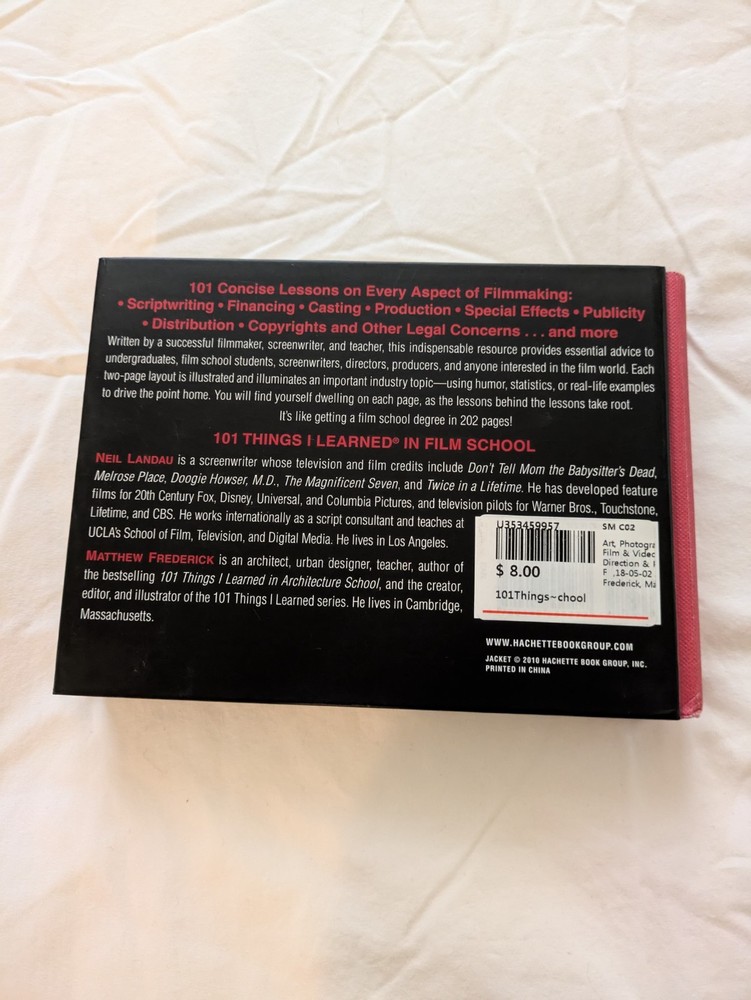 101 Concise Lessons on Every Aspect of Filmmaking:
• Scriptwriting • Financing • Casting • Production • Special Effects • Publicity
• Distribution • Copyrights and Other Legal Concerns . . . and more
Written by a successful filmmaker, screenwriter, and teacher, this indispensable resource provides essential advice to
undergraduates, film school students, screenwriters, directors, producers, and anyone interested in the film world. Each
two-page layout is illustrated and illuminates an important industry topic—using humor, statistics, or real-life examples
to drive the point home. You will find yourself dwelling on each page, as the lessons behind the lessons take root.
It's like getting a film school degree in 202 pages!
101 THINGS I LEARNED® IN FILM SCHOOL
NEIL LANDAU is a screenwriter whose television and film credits include Don't Tell Mom the Babysitter's Dead,
Melrose Place, Doogie Howser, M.D., The Magnificent Seven, and Twice in a Lifetime. He has developed feature
films for 20th Century Fox, Disney, Universal, and Columbia Pictures, and television pilots for Warner Bros., Touchstone,
Lifetime, and CBS. He works internationally as a script consultant and teaches at
UCLA's School of Film, Television, and Digital Media. He lives in Los Angeles.
MATTHEW FREDERICK is an architect, urban designer, teacher, author of
the bestselling 101 Things I Learned in Architecture School, and the creator,
editor, and illustrator of the 101 Things I Learned series. He lives in Cambridge,
Massachusetts.
U353459957
$ 8.00
101Things~chool
SM C02
Art, Photogra
Film & Video
Direction &
F ,18-05-02
Frederick, Ma
WWW.HACHETTEBOOKGROUP.COM
JACKET © 2010 HACHETTE BOOK GROUP, INC.
PRINTED IN CHINA